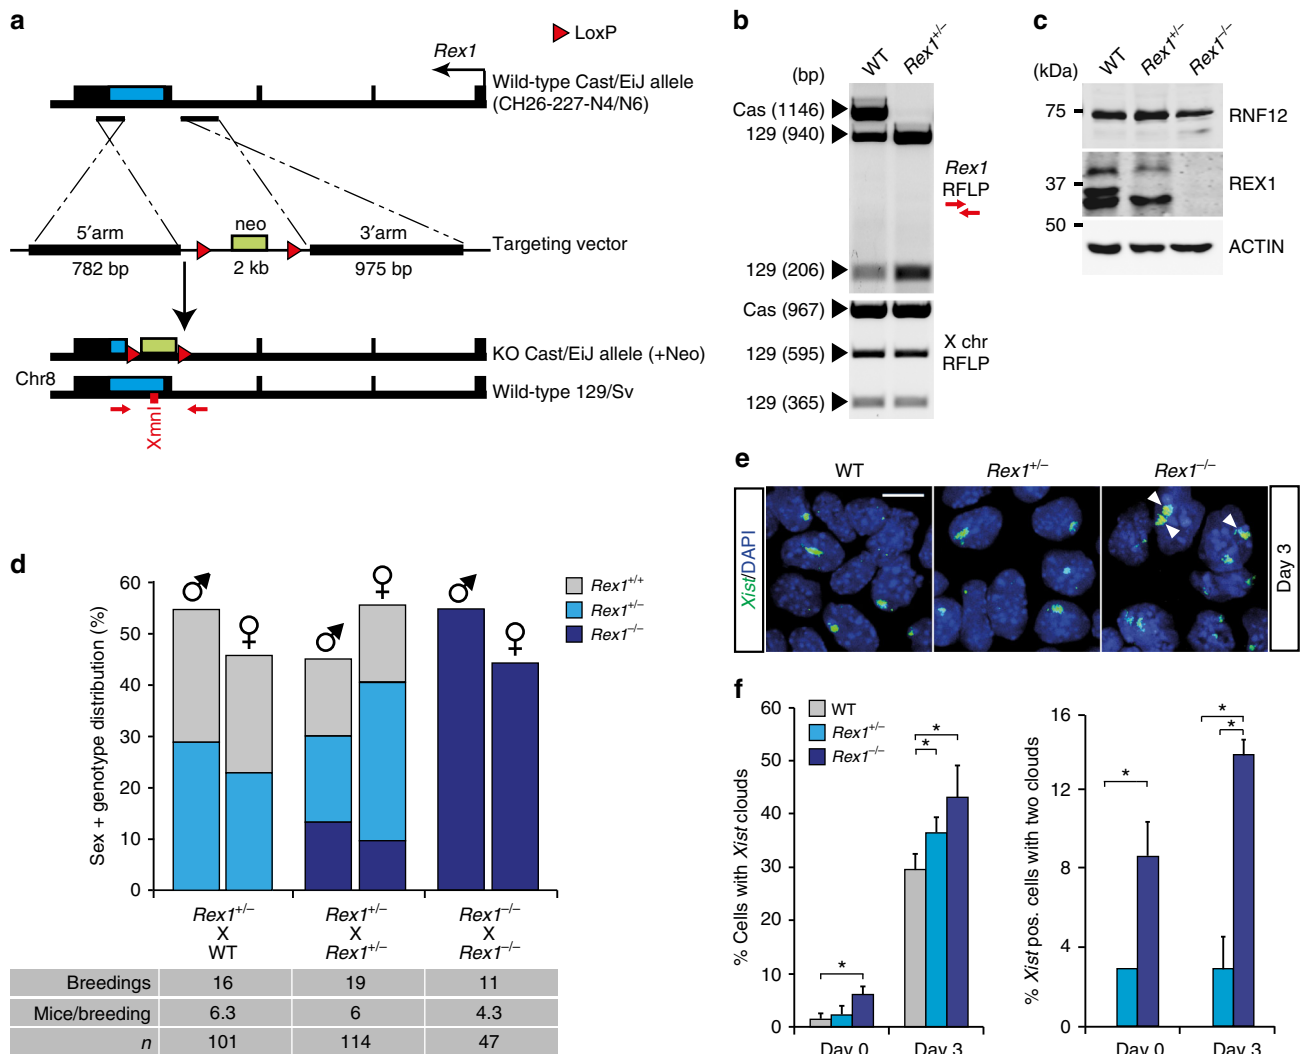 a
LoxP
Rex1
Wild-type Cast/EiJ allele
(CH26-227-N4/N6)
5′arm
neo
3′arm
Targeting vector
782 bp
2 kb
975 bp
KO Cast/EiJ allele (+Neo)
Chr8
Wild-type 129/Sv
XmnI
b
(bp)
WT
Rex1+/–
Cas (1146)
129 (940)
Rex1
RFLP
129 (206)
Cas (967)
129 (595)
X chr
RFLP
129 (365)
c
(kDa)
WT
Rex1+/–
Rex1–/–
75
RNF12
37
REX1
50
ACTIN
d
Sex + genotype distribution (%)
60
50
40
30
20
10
0
♂
♀
♂
♀
♂
♀
Rex1+/+
Rex1+/–
Rex1–/–
Rex1+/–
X
WT
Rex1+/–
X
Rex1+/–
Rex1–/–
X
Rex1–/–
Breedings 16 19 11
Mice/breeding 6.3 6 4.3
n 101 114 47
e
WT
Rex1+/–
Rex1–/–
Xist/DAPI
Day 3
f
% Cells with Xist clouds
60
50
40
30
20
10
0
WT
Rex1+/–
Rex1–/–
*
*
*
Day 0
Day 3
% Xist pos. cells with two clouds
16
12
8
4
0
*
*
*
Day 0
Day 3